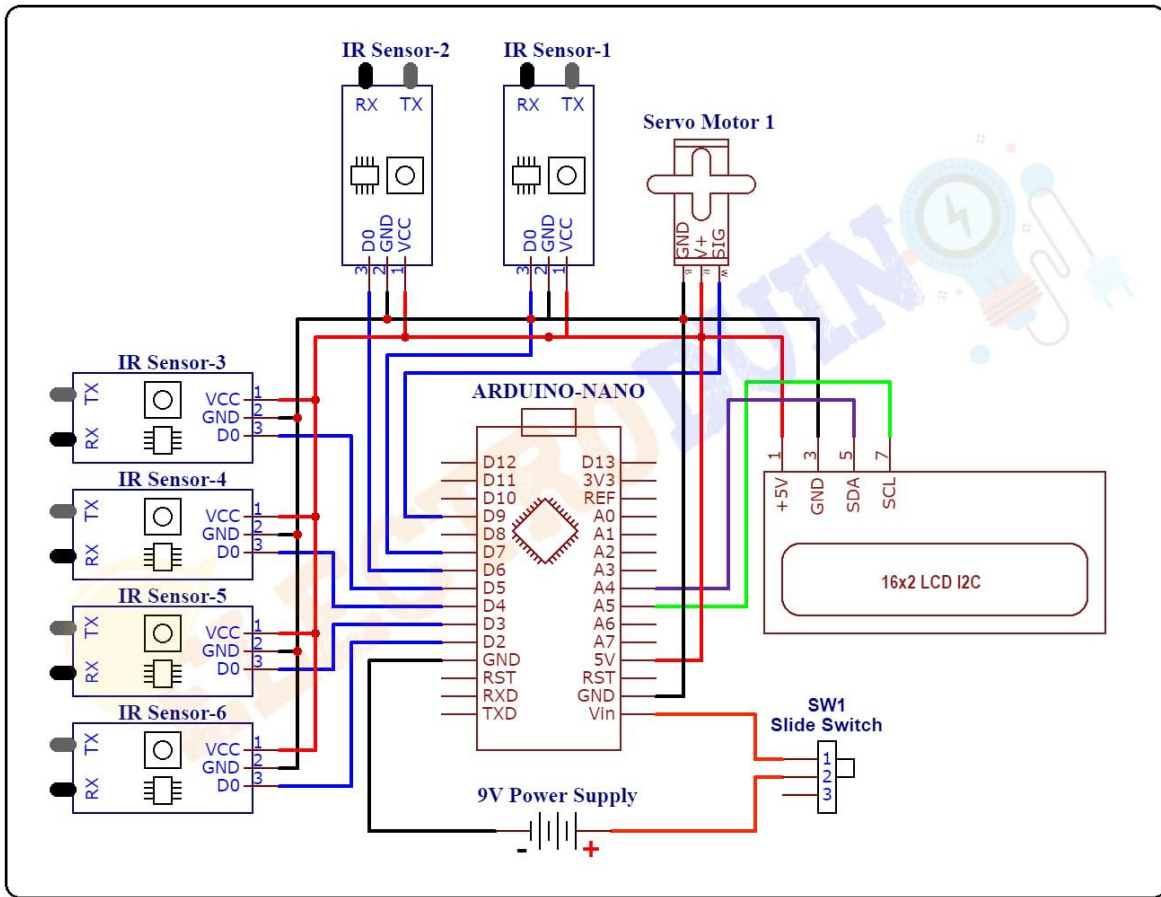 IR Sensor-2
RX TX
D0 GND VCC
3 2 1
IR Sensor-1
RX TX
D0 GND VCC
3 2 1
Servo Motor 1
GND V+ SIG
B R W
ELECTRODUINO
IR Sensor-3
TX
RX
VCC 1
GND 2
D0 3
IR Sensor-4
TX
RX
VCC 1
GND 2
D0 3
IR Sensor-5
TX
RX
VCC 1
GND 2
D0 3
IR Sensor-6
TX
RX
VCC 1
GND 2
D0 3
ARDUINO-NANO
D12 D13
D11 3V3
D10 REF
D9 A0
D8 A1
D7 A2
D6 A3
D5 A4
D4 A5
D3 A6
D2 A7
GND 5V
RST RST
RXD GND
TXD Vin
1 3 5 7
+5V GND SDA SCL
16x2 LCD I2C
SW1
Slide Switch
1
2
3
9V Power Supply
- +